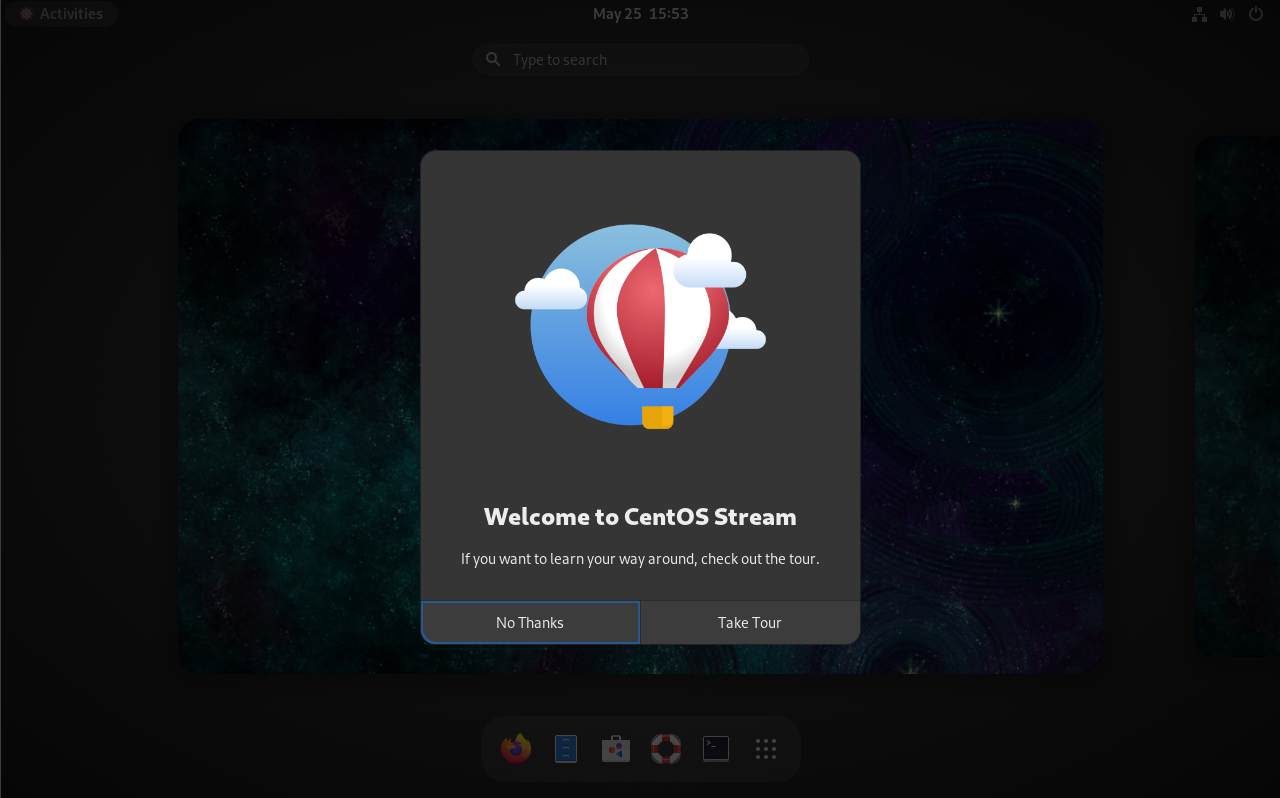 Activities
May 25 15:53
Type to search
Welcome to CentOS Stream
If you want to learn your way around, check out the tour.
No Thanks
Take Tour